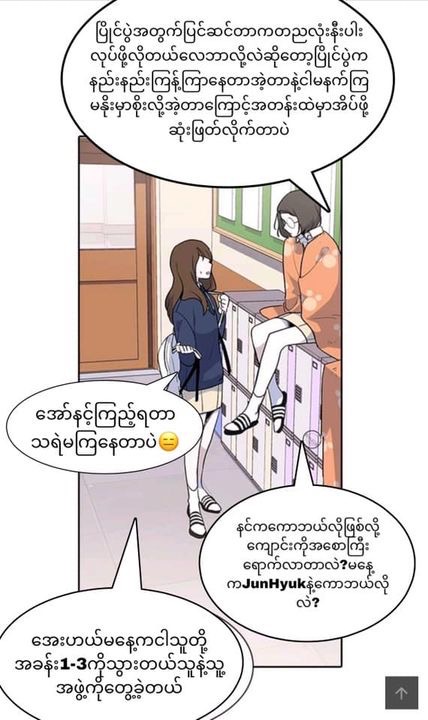 ပြိုင်ပွဲအတွက်ပြင်ဆင်တာကတညလုံးနီးပါး
လုပ်ဖို့လိုတယ်လေဘာလို့လဲဆိုတော့ပြိုင်ပွဲက
နည်းနည်းကြန့်ကြာနေတာအဲ့တာနဲ့ငါမနက်ကြ
မနိုးမှာစိုးလို့အဲ့တာကြောင့်အတန်းထဲမှာအိပ်ဖို့
ဆုံးဖြတ်လိုက်တာပဲ
အော်နင့်ကြည့်ရတာ
သရဲမကြနေတာပဲ😑
နင်ကကောဘယ်လိုဖြစ်လို့
ကျောင်းကိုအစောကြီး
ရောက်လာတာလဲ?မနေ့
ကJunHyukနဲ့ကောဘယ်လို
လဲ?
အေးဟယ်မနေ့ကငါသူတို့
အခန်း1-3ကိုသွားတယ်သူနဲ့သူ့
အဖွဲ့ကိုတွေ့ခဲ့တယ်